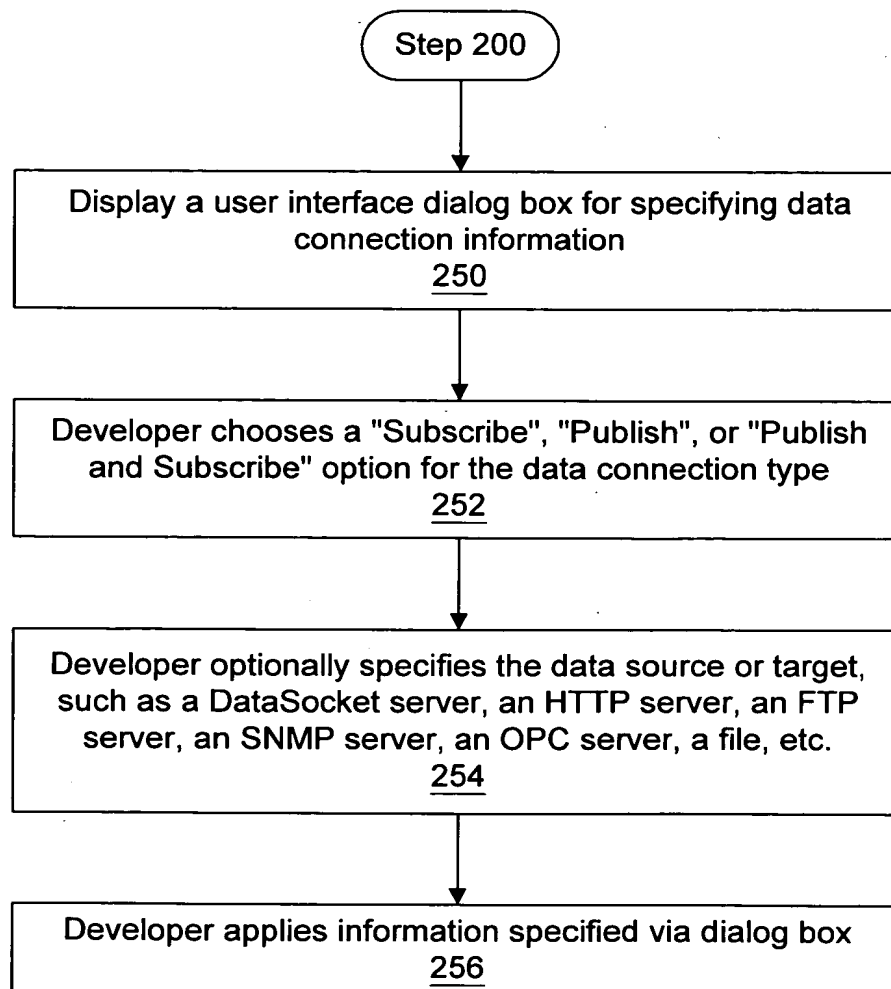 Step 200
Display a user interface dialog box for specifying data
connection information
250
Developer chooses a "Subscribe", "Publish", or "Publish
and Subscribe" option for the data connection type
252
Developer optionally specifies the data source or target,
such as a DataSocket server, an HTTP server, an FTP
server, an SNMP server, an OPC server, a file, etc.
254
Developer applies information specified via dialog box
256